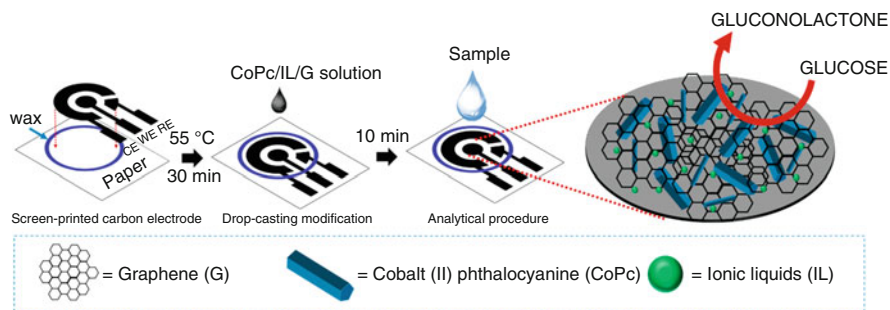 GLUCONOLACTONE
GLUCOSE
Sample
CoPc/IL/G solution
wax
CE WE RE
Paper
55 °C
30 min
10 min
Screen-printed carbon electrode
Drop-casting modification
Analytical procedure
= Graphene (G)
= Cobalt (II) phthalocyanine (CoPc)
= Ionic liquids (IL)